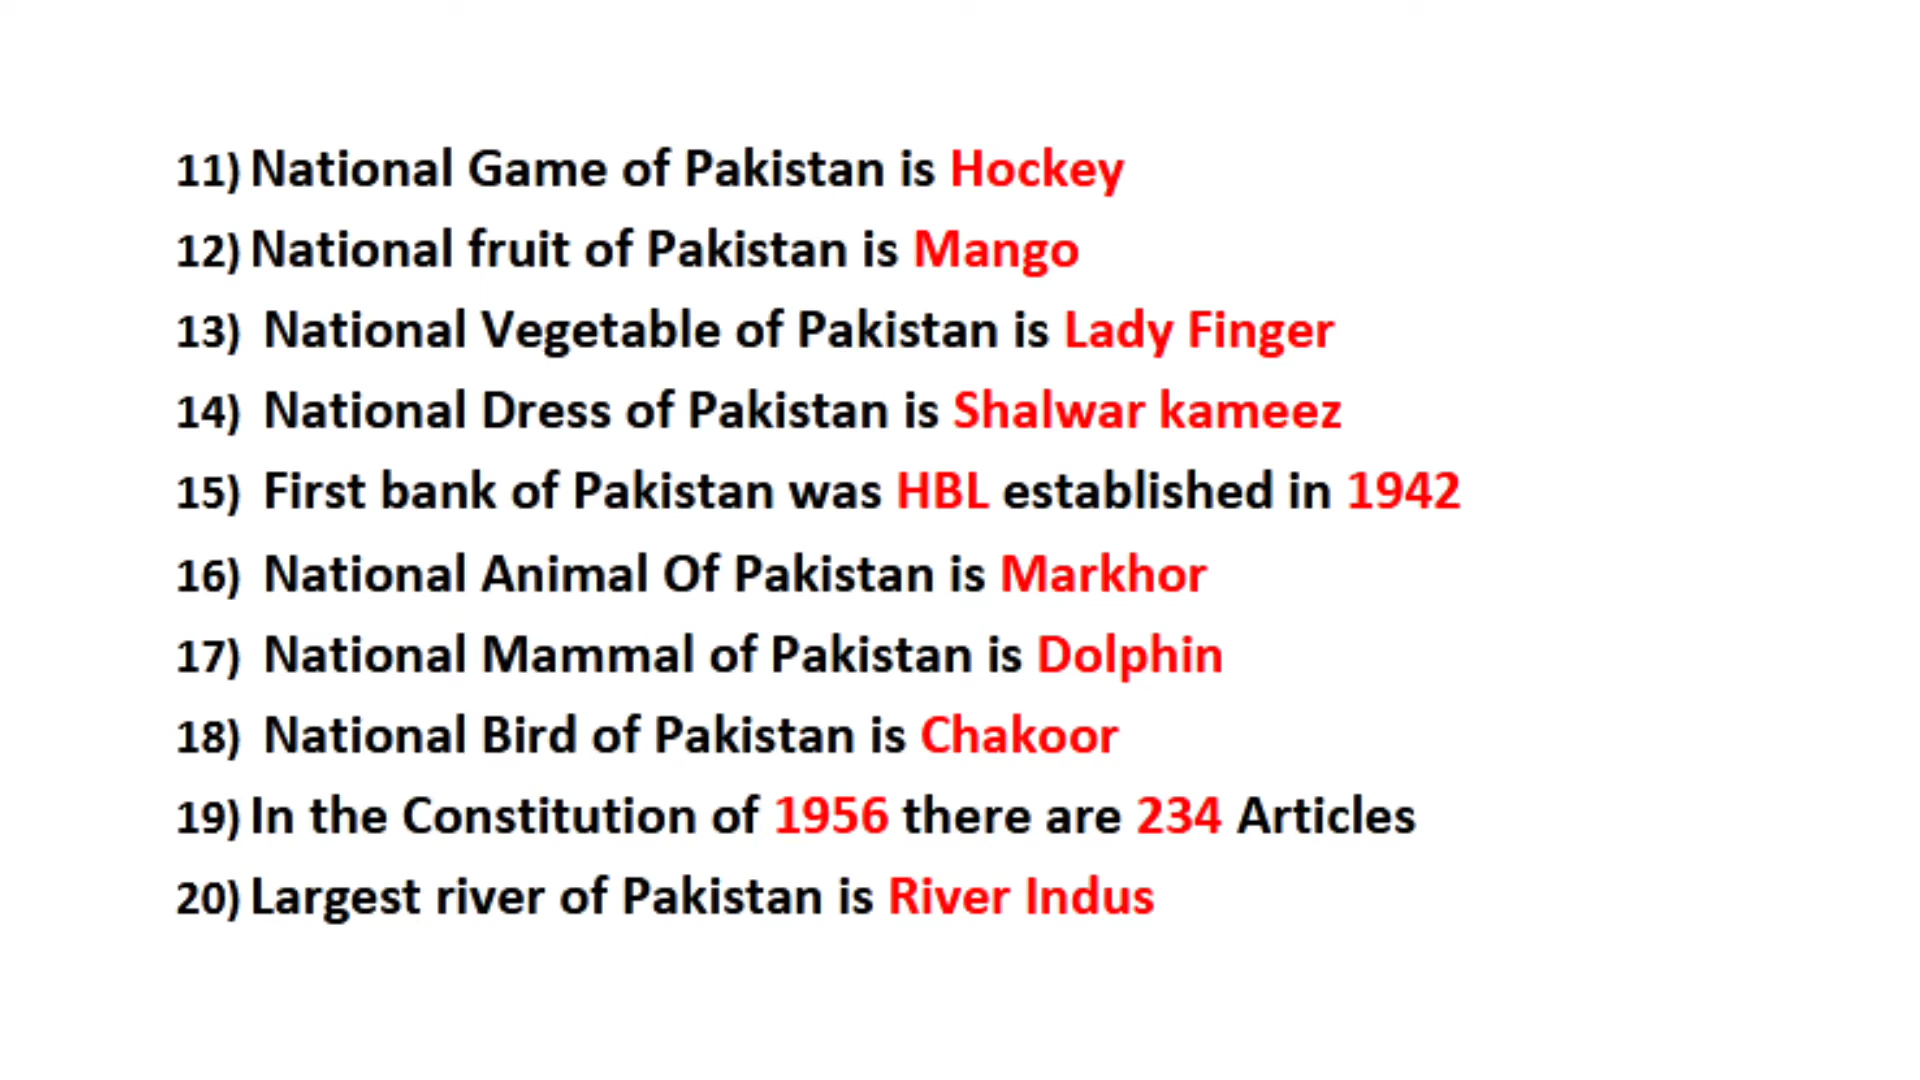 11) National Game of Pakistan is Hockey
12) National fruit of Pakistan is Mango
13) National Vegetable of Pakistan is Lady Finger
14) National Dress of Pakistan is Shalwar kameez
15) First bank of Pakistan was HBL established in 1942
16) National Animal Of Pakistan is Markhor
17) National Mammal of Pakistan is Dolphin
18) National Bird of Pakistan is Chakoor
19) In the Constitution of 1956 there are 234 Articles
20) Largest river of Pakistan is River Indus